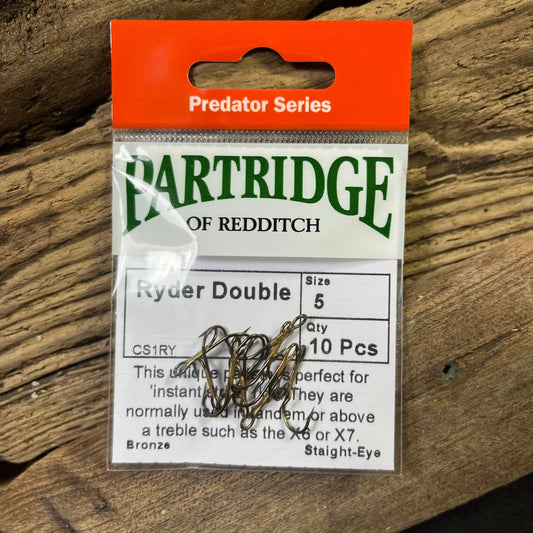 Predator Series
PARTRIDGE
OF REDDITCH
Ryder Double
Size
5
CS1RY
Qty
10 Pcs
This unique is perfect for
'instant They are
normally used in tandem or above
a treble such as the X6 or X7.
Bronze
Staight-Eye